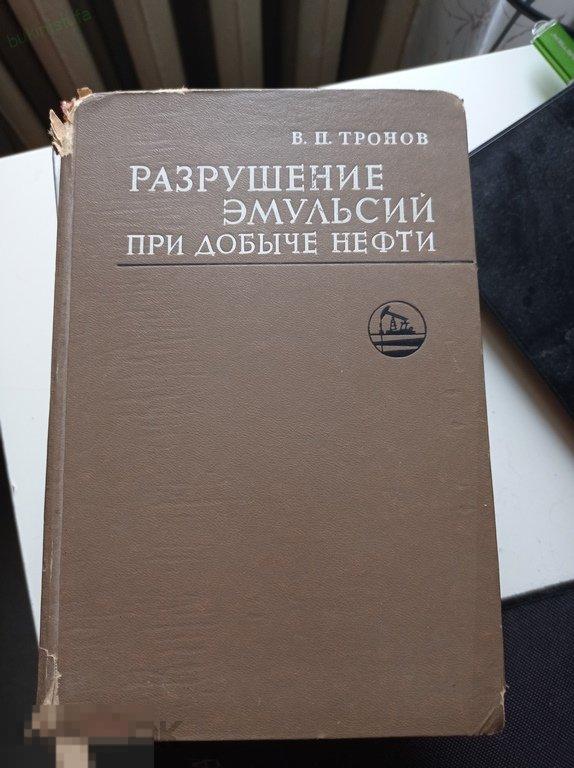 В. П. ТРОНОВ
РАЗРУШЕНИЕ
ЭМУЛЬСИЙ
ПРИ ДОБЫЧЕ НЕФТИ